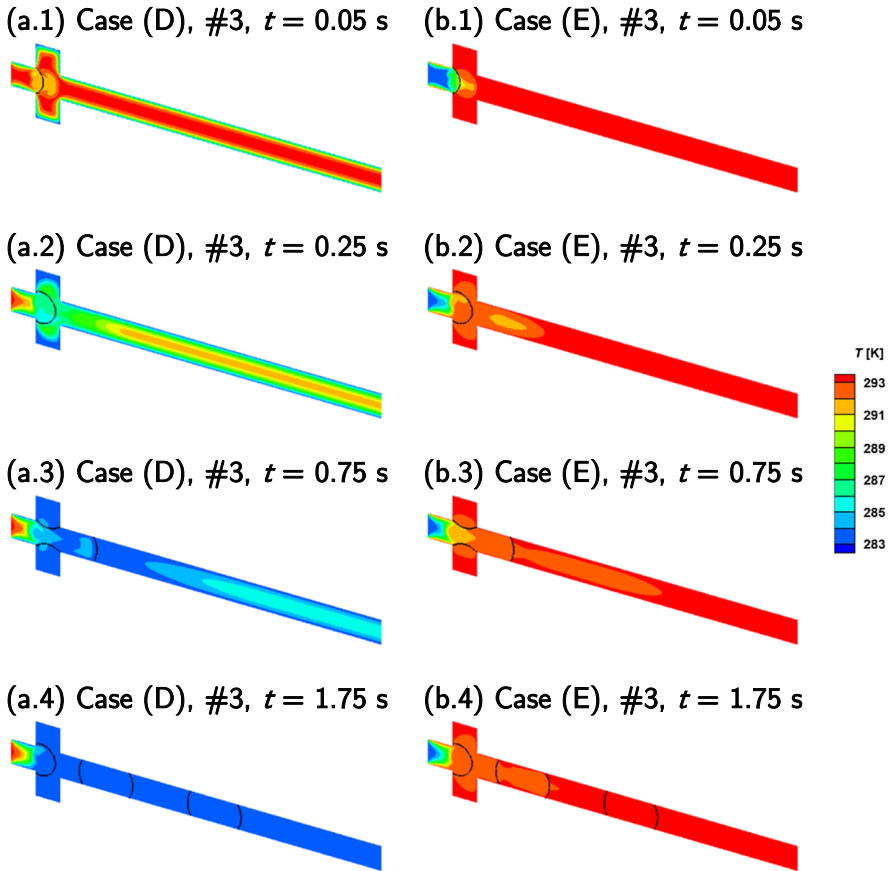 (a.1) Case (D), #3, t = 0.05 s
(b.1) Case (E), #3, t = 0.05 s
(a.2) Case (D), #3, t = 0.25 s
(b.2) Case (E), #3, t = 0.25 s
T [K]
293
291
289
287
285
283
(a.3) Case (D), #3, t = 0.75 s
(b.3) Case (E), #3, t = 0.75 s
(a.4) Case (D), #3, t = 1.75 s
(b.4) Case (E), #3, t = 1.75 s